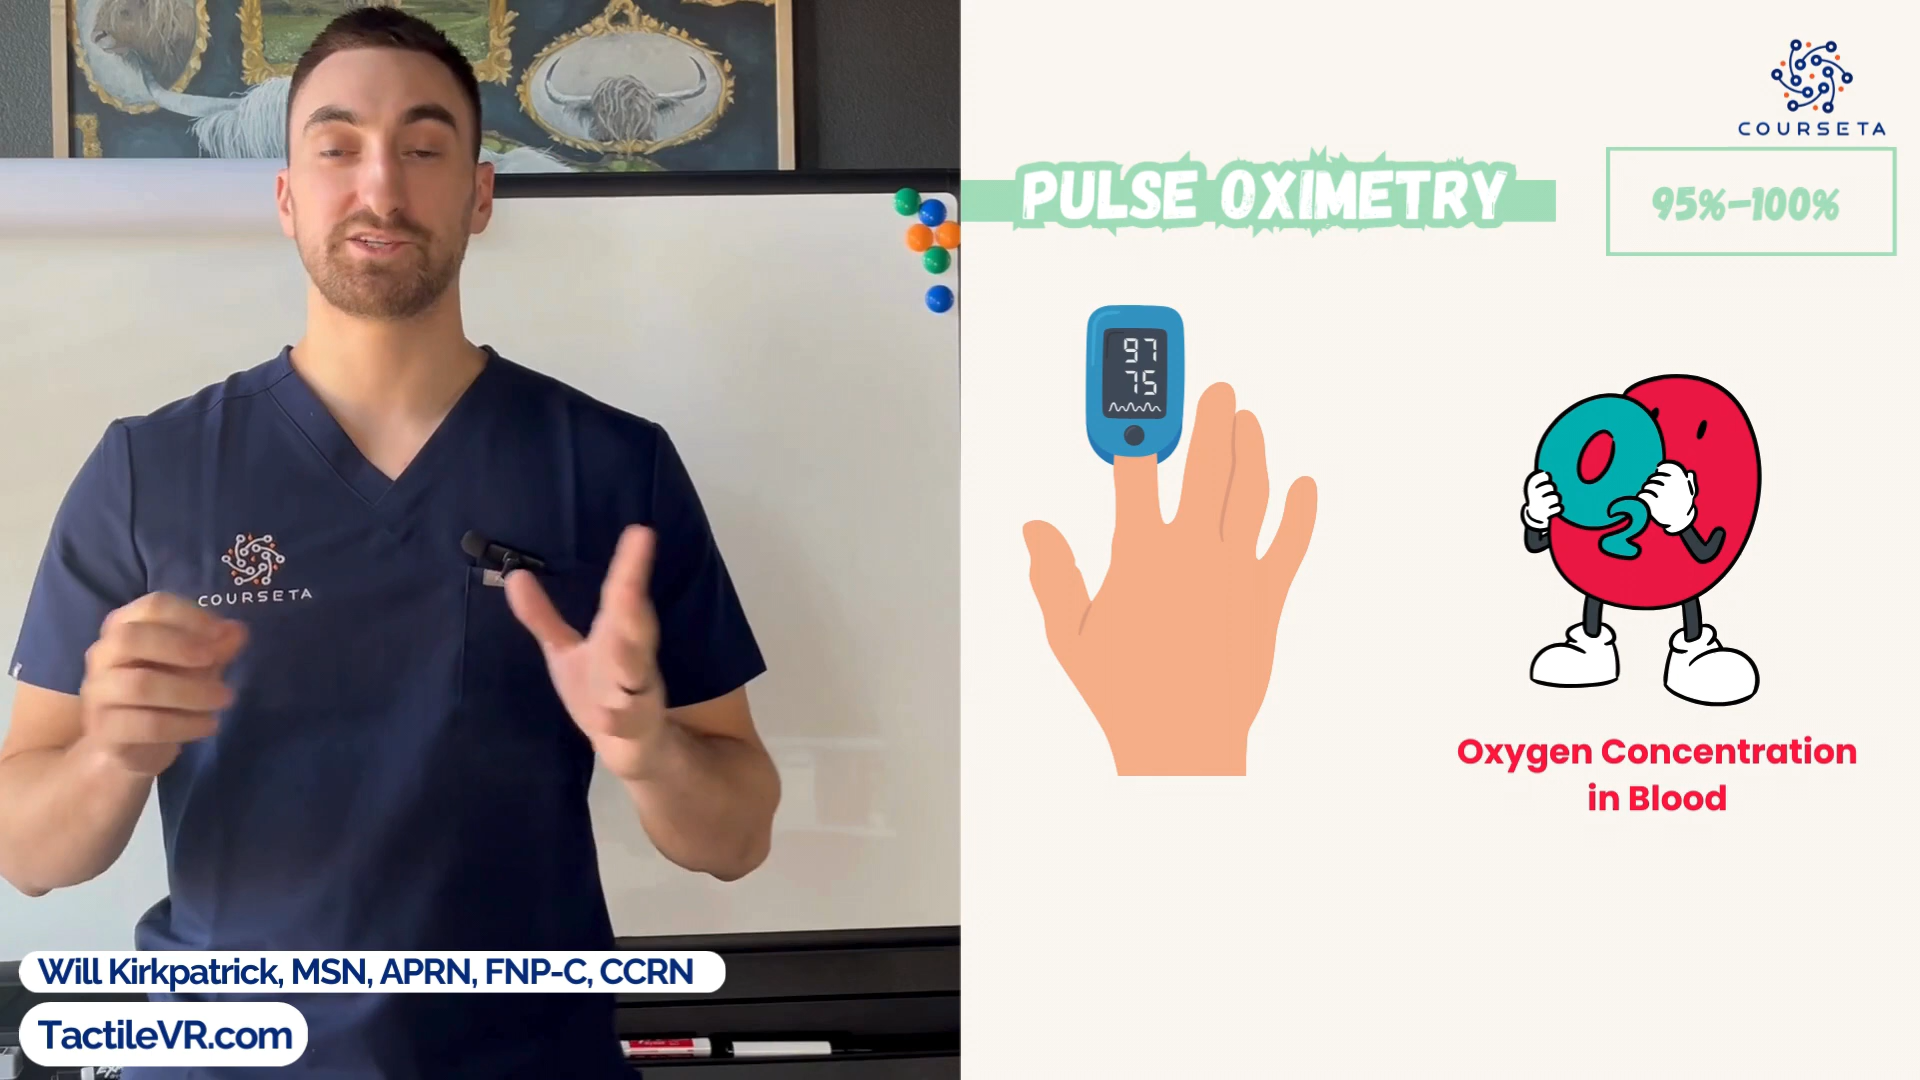 COURSETA
PULSE OXIMETRY
95%–100%
97
75
O2
Oxygen Concentration
in Blood
COURSETA
Will Kirkpatrick, MSN, APRN, FNP-C, CCRN
TactileVR.com